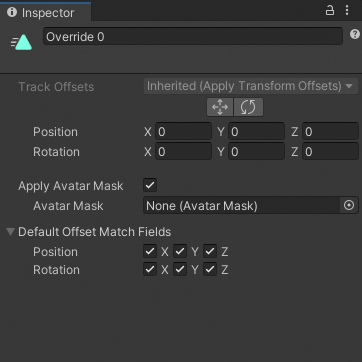 Inspector
Override 0
Track Offsets Inherited (Apply Transform Offsets)
Position X 0 Y 0 Z 0
Rotation X 0 Y 0 Z 0
Apply Avatar Mask
Avatar Mask None (Avatar Mask)
Default Offset Match Fields
Position X Y Z
Rotation X Y Z